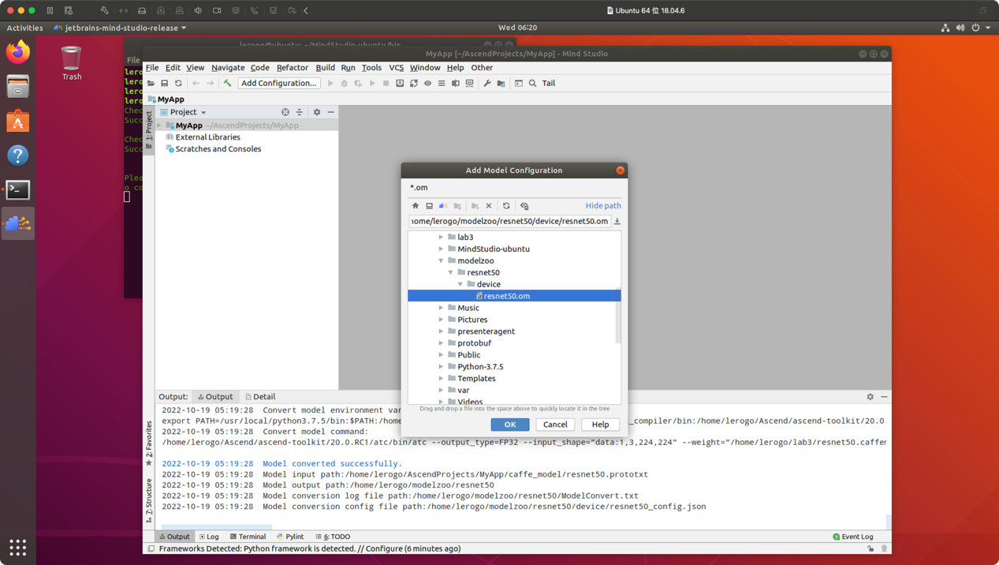 Ubuntu 64 位 18.04.6
Activities
jetbrains-mind-studio-release
Wed 06:20
Trash
lerogo@ubuntu: ~/MindStudio-ubuntu/bin
File
lero
lero
lero
lero
Chec
Succ
Chec
Succ
Plea
o co
MyApp [~/AscendProjects/MyApp] - Mind Studio
File Edit View Navigate Code Refactor Build Run Tools VCS Window Help Other
Add Configuration...
Tail
MyApp
1: Project
Project
MyApp ~/AscendProjects/MyApp
External Libraries
Scratches and Consoles
Add Model Configuration
*.om
Hide path
home/lerogo/modelzoo/resnet50/device/resnet50.om
lab3
MindStudio-ubuntu
modelzoo
resnet50
device
resnet50.om
Music
Pictures
presenteragent
protobuf
Public
Python-3.7.5
Templates
var
Videos
Drag and drop a file into the space above to quickly locate it in the tree
OK
Cancel
Help
2: Favorites
7: Structure
Output: Output Detail
2022-10-19 05:19:28 Convert model environment var
export PATH=/usr/local/python3.7.5/bin:$PATH:/home _compiler/bin:/home/lerogo/Ascend/ascend-toolkit/20.0.
2022-10-19 05:19:28 Convert model command:
/home/lerogo/Ascend/ascend-toolkit/20.0.RC1/atc/bin/atc --output_type=FP32 --input_shape="data:1,3,224,224" --weight="/home/lerogo/lab3/resnet50.caffem
2022-10-19 05:19:28 Model converted successfully.
2022-10-19 05:19:28 Model input path:/home/lerogo/AscendProjects/MyApp/caffe_model/resnet50.prototxt
2022-10-19 05:19:28 Model output path:/home/lerogo/modelzoo/resnet50
2022-10-19 05:19:28 Model conversion log file path:/home/lerogo/modelzoo/resnet50/ModelConvert.txt
2022-10-19 05:19:28 Model conversion config file path:/home/lerogo/modelzoo/resnet50/device/resnet50_config.json
Output Log Terminal Pylint 6: TODO
1 Event Log
Frameworks Detected: Python framework is detected. // Configure (6 minutes ago)